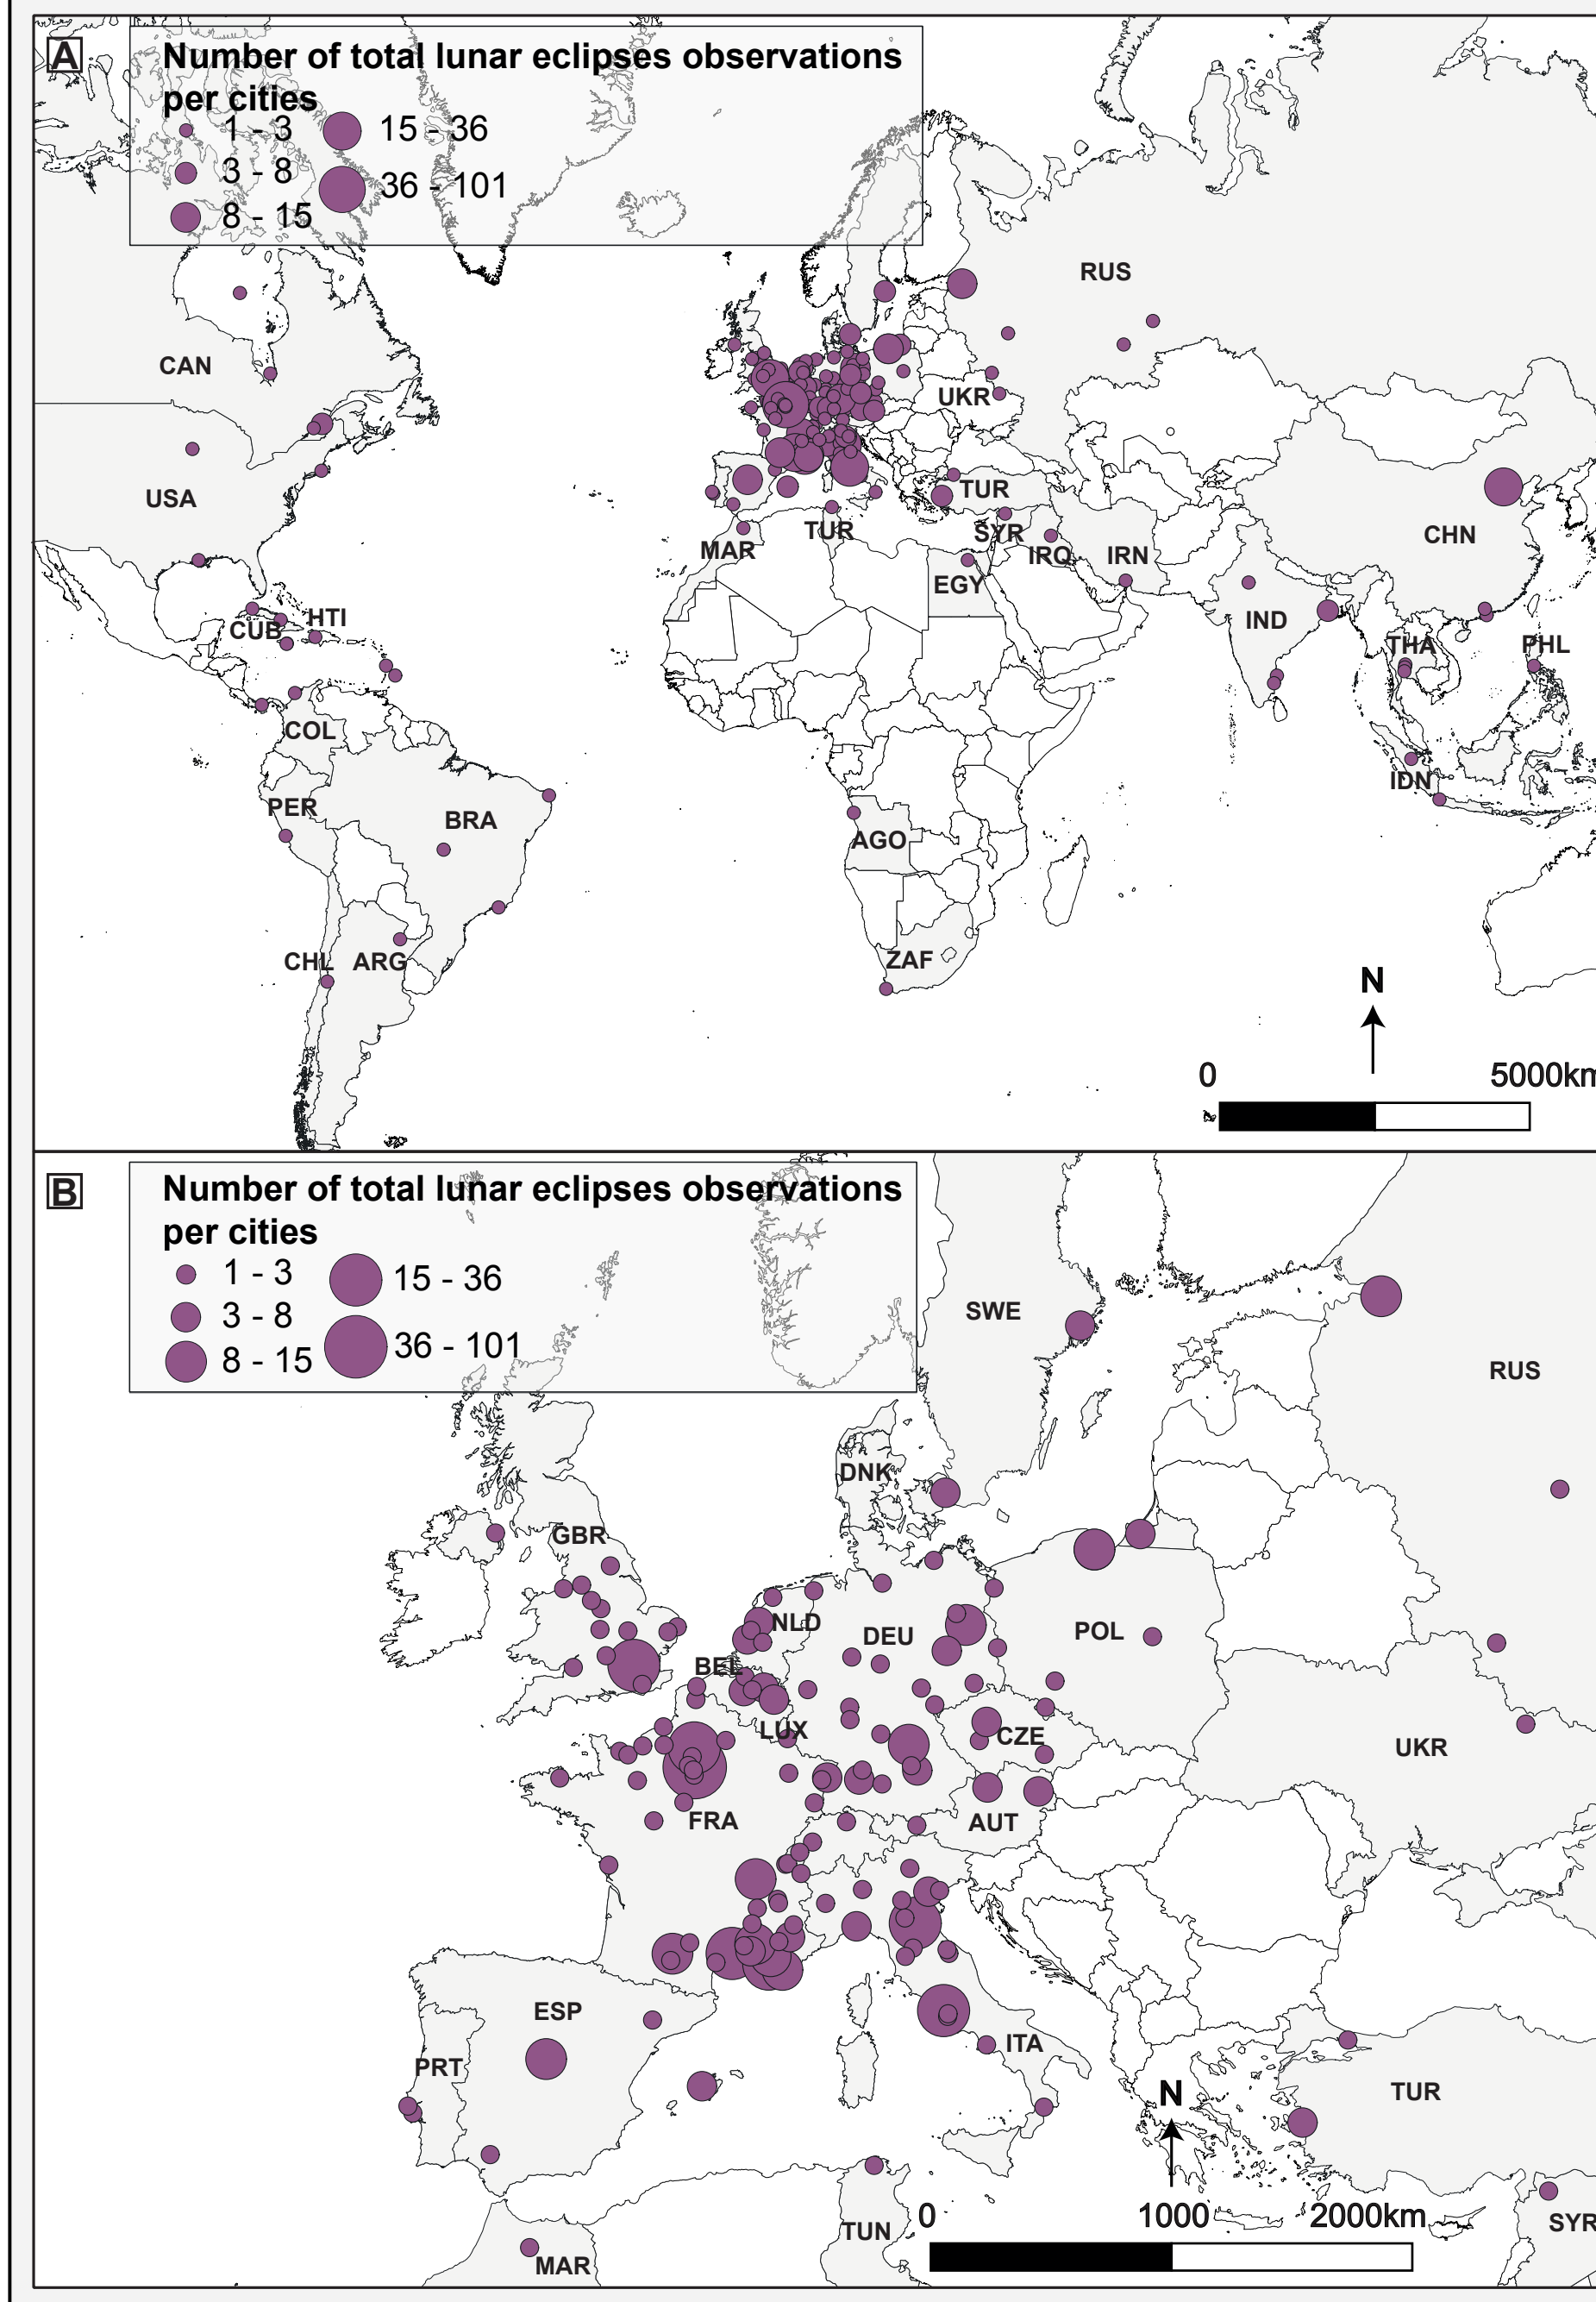 A
Number of total lunar eclipses observations
per cities
1 - 3
15 - 36
3 - 8
36 - 101
8 - 15
RUS
CAN
UKR
USA
TUR
CHN
TUR
SYR
MAR
IRQ
IRN
EGY
IND
HTI
CUB
THA
PHL
COL
IDN
PER
BRA
AGO
CHL
ARG
ZAF
N
0
5000km
B
Number of total lunar eclipses observations
per cities
1 - 3
15 - 36
3 - 8
36 - 101
8 - 15
SWE
RUS
DNK
GBR
NLD
DEU
POL
BEL
LUX
CZE
UKR
FRA
AUT
ESP
ITA
PRT
N
TUR
0
1000
2000km
TUN
SYR
MAR